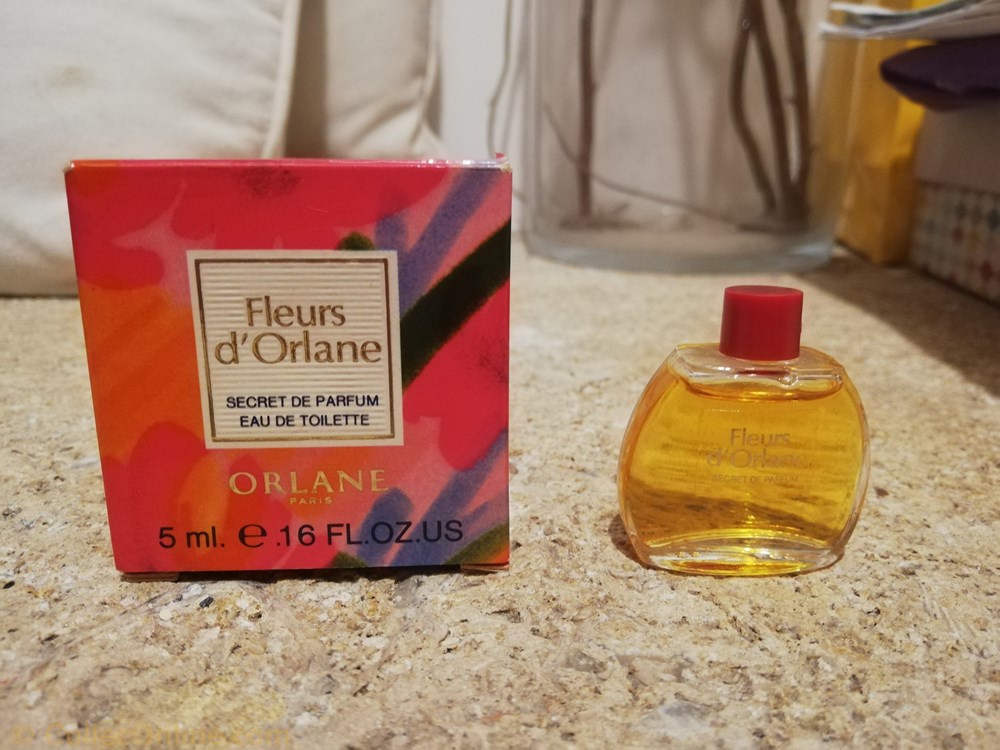 Fleurs
d'Orlane
SECRET DE PARFUM
EAU DE TOILETTE
ORLANE
PARIS
5 ml. ℮ .16 FL.OZ.US
Fleurs
d'Orlane
SECRET DE PARFUM